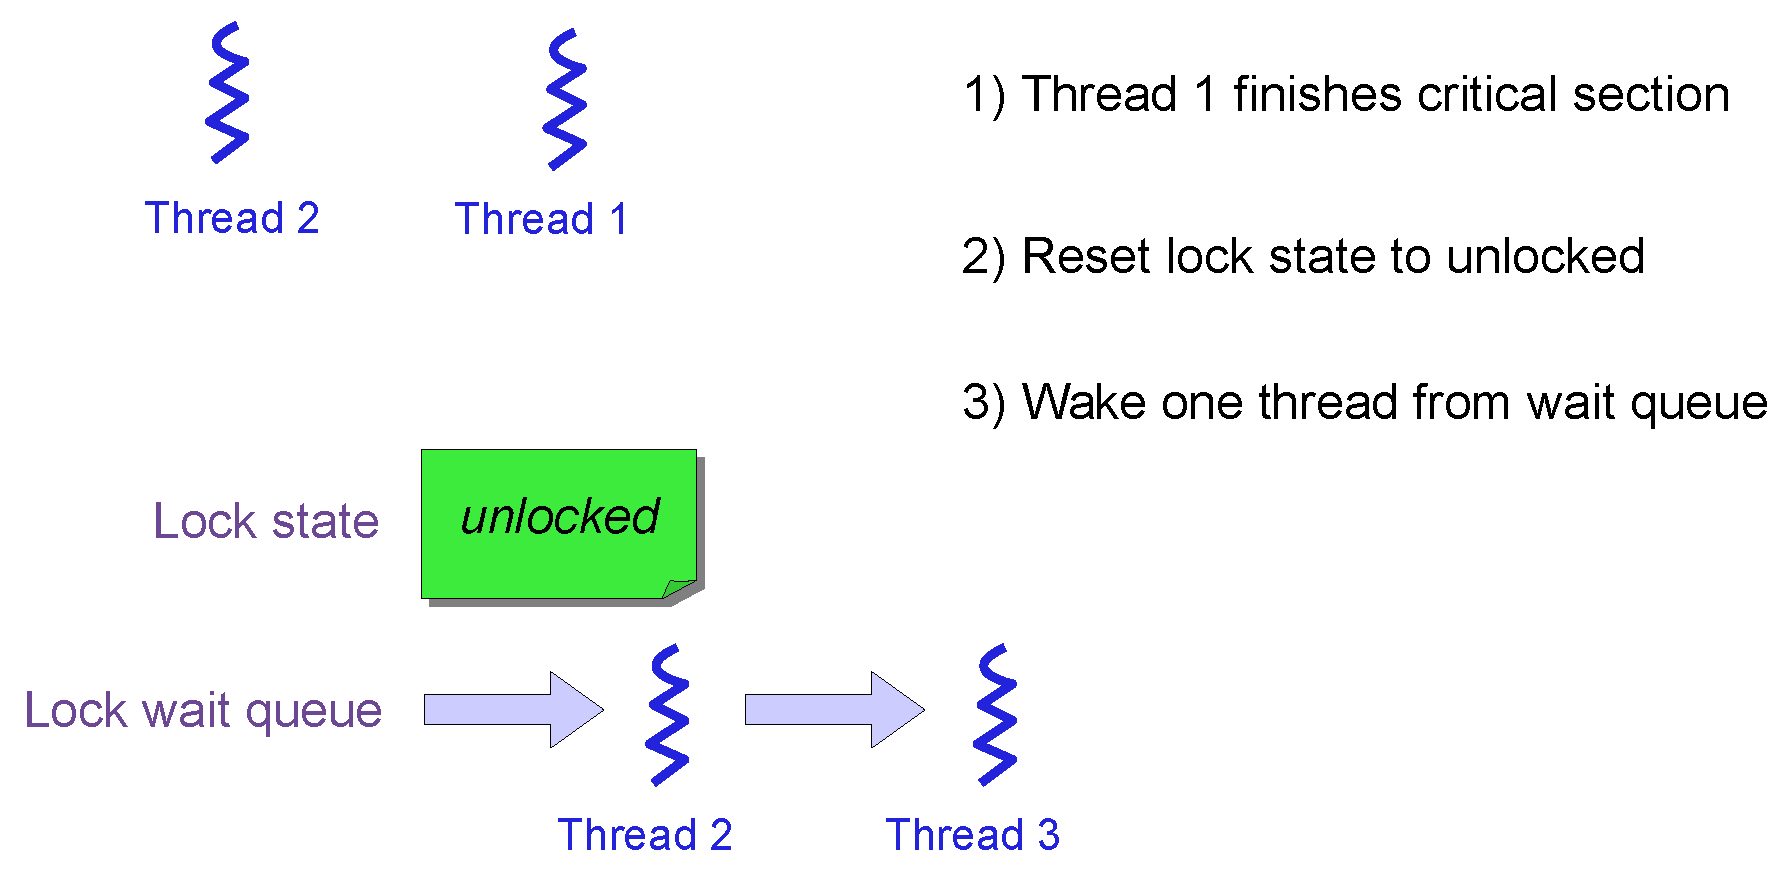 Thread 2
Thread 1
1) Thread 1 finishes critical section
2) Reset lock state to unlocked
3) Wake one thread from wait queue
Lock state
unlocked
Lock wait queue
Thread 2
Thread 3